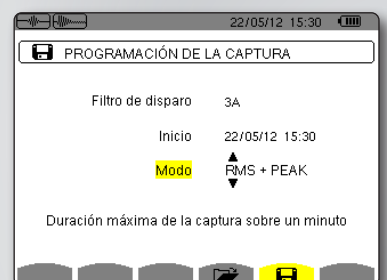 22/05/12 15:30
PROGRAMACIÓN DE LA CAPTURA
Filtro de disparo 3A
Inicio 22/05/12 15:30
Modo RMS + PEAK
Duración máxima de la captura sobre un minuto